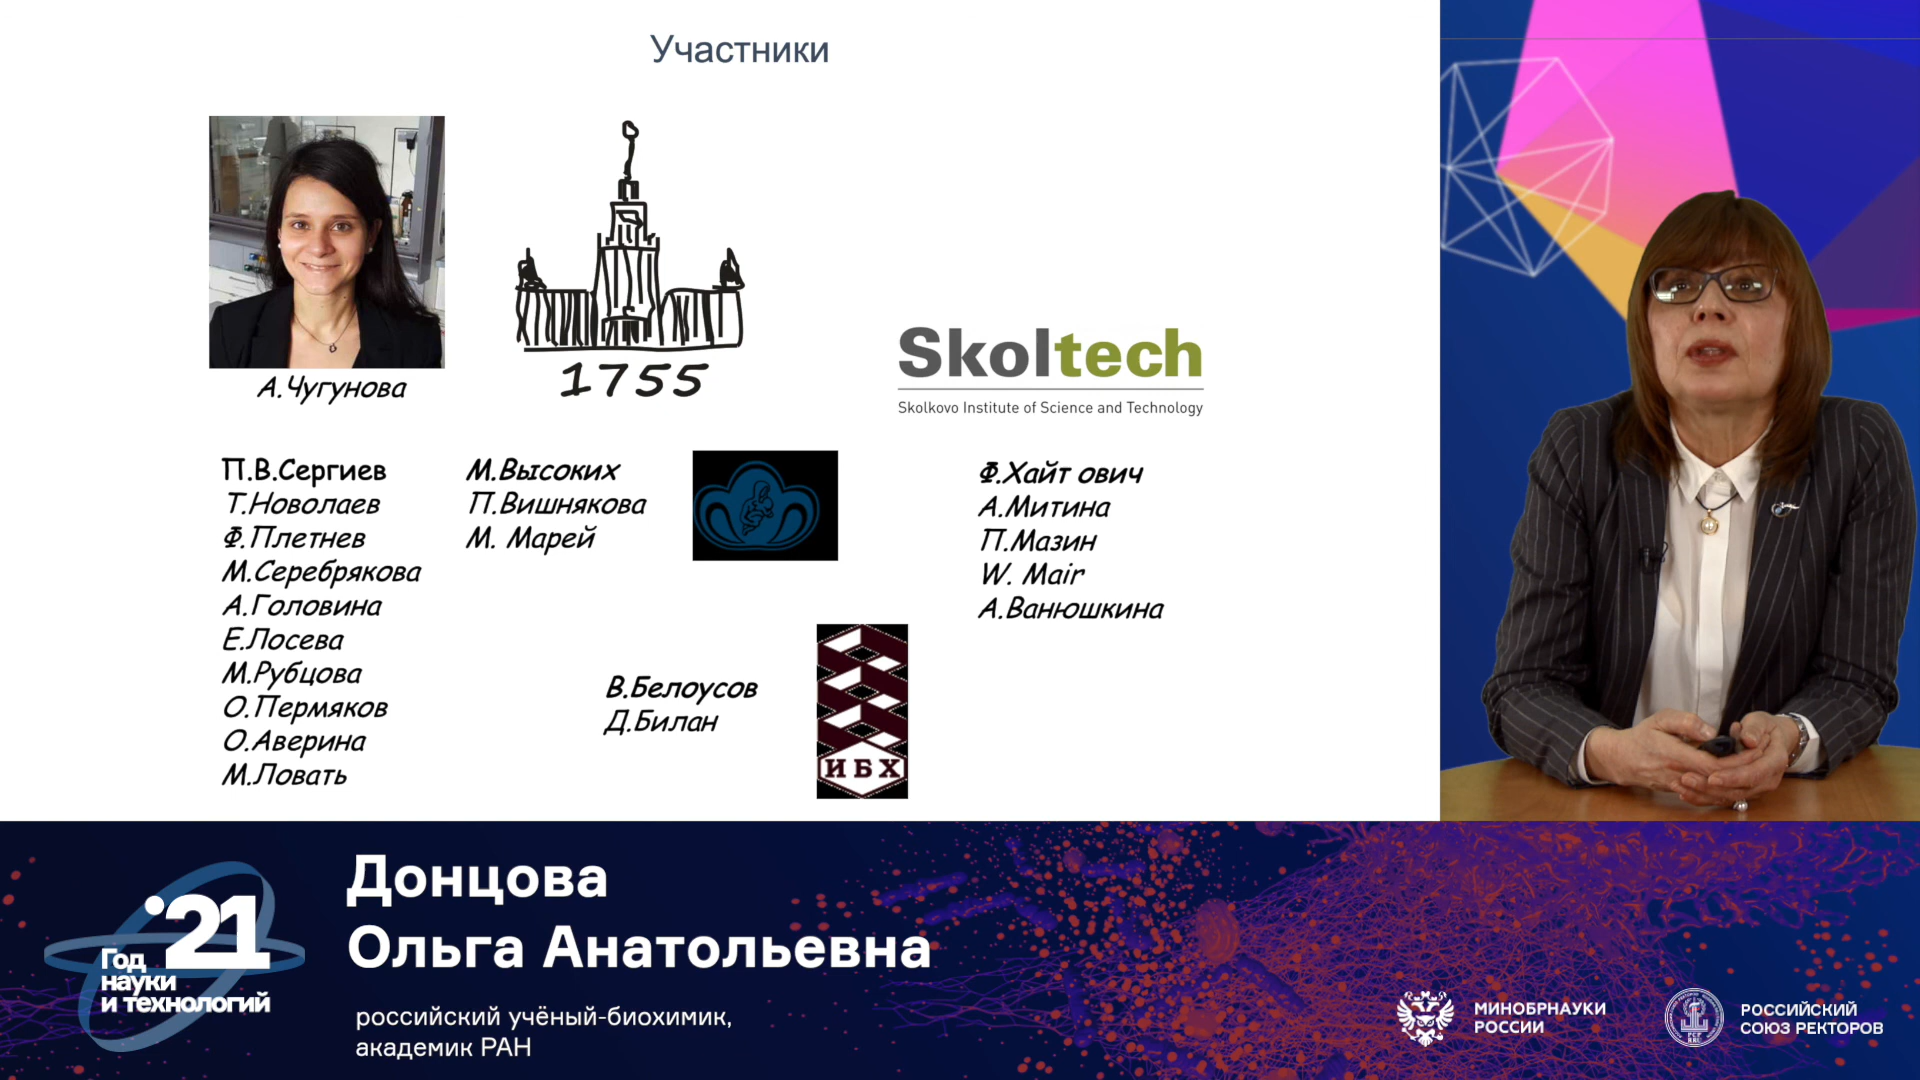 Участники
А.Чугунова
1755
Skoltech
Skolkovo Institute of Science and Technology
П.В.Сергиев
Т.Новолаев
Ф.Плетнев
М.Серебрякова
А.Головина
Е.Лосева
М.Рубцова
О.Пермяков
О.Аверина
М.Ловать
М.Высоких
П.Вишнякова
М. Марей
В.Белоусов
Д.Билан
ИБХ
Ф.Хайт ович
А.Митина
П.Мазин
W. Mair
А.Ванюшкина
21
Год
науки
и технологий
Донцова
Ольга Анатольевна
российский учёный-биохимик,
академик РАН
МИНОБРНАУКИ
РОССИИ
РОССИЙСКИЙ
СОЮЗ РЕКТОРОВ